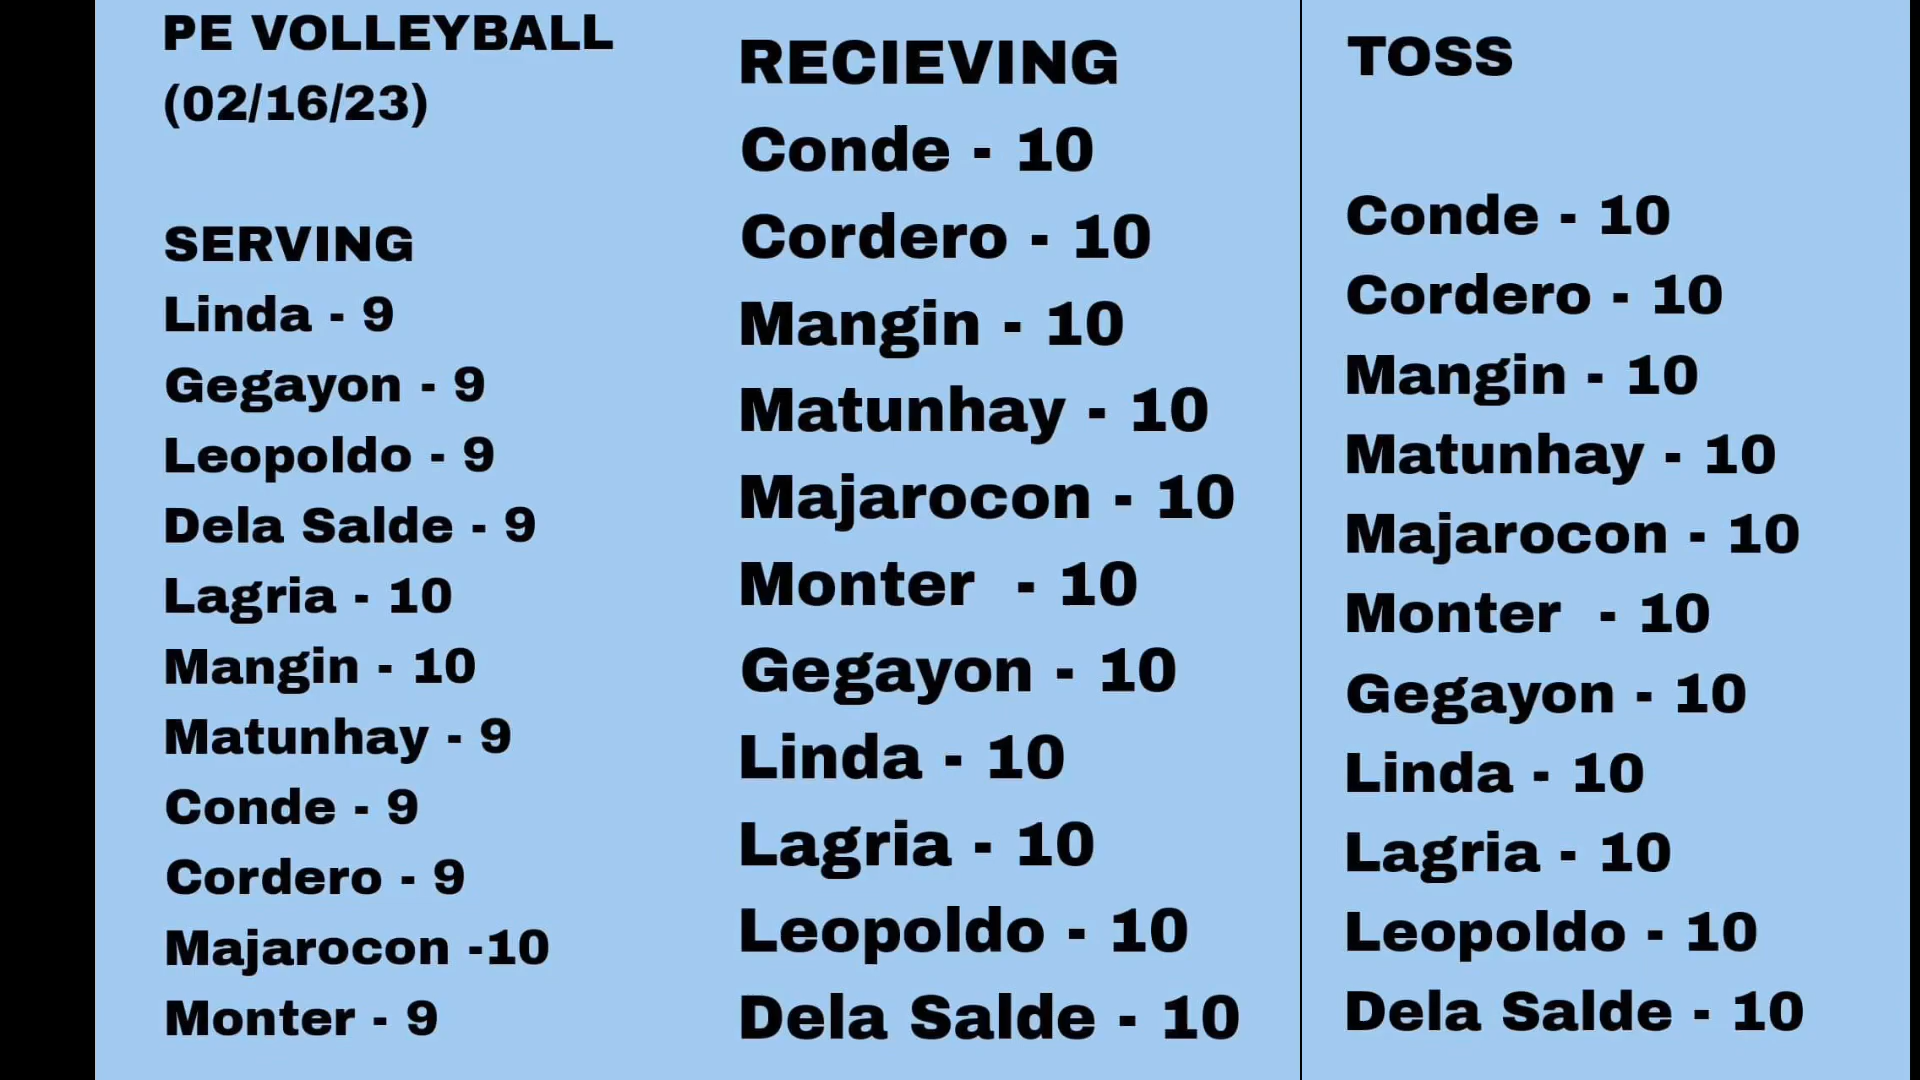 PE VOLLEYBALL
(02/16/23)
SERVING
Linda - 9
Gegayon - 9
Leopoldo - 9
Dela Salde - 9
Lagria - 10
Mangin - 10
Matunhay - 9
Conde - 9
Cordero - 9
Majarocon -10
Monter - 9
RECIEVING
Conde - 10
Cordero - 10
Mangin - 10
Matunhay - 10
Majarocon - 10
Monter  - 10
Gegayon - 10
Linda - 10
Lagria - 10
Leopoldo - 10
Dela Salde - 10
TOSS
Conde - 10
Cordero - 10
Mangin - 10
Matunhay - 10
Majarocon - 10
Monter  - 10
Gegayon - 10
Linda - 10
Lagria - 10
Leopoldo - 10
Dela Salde - 10